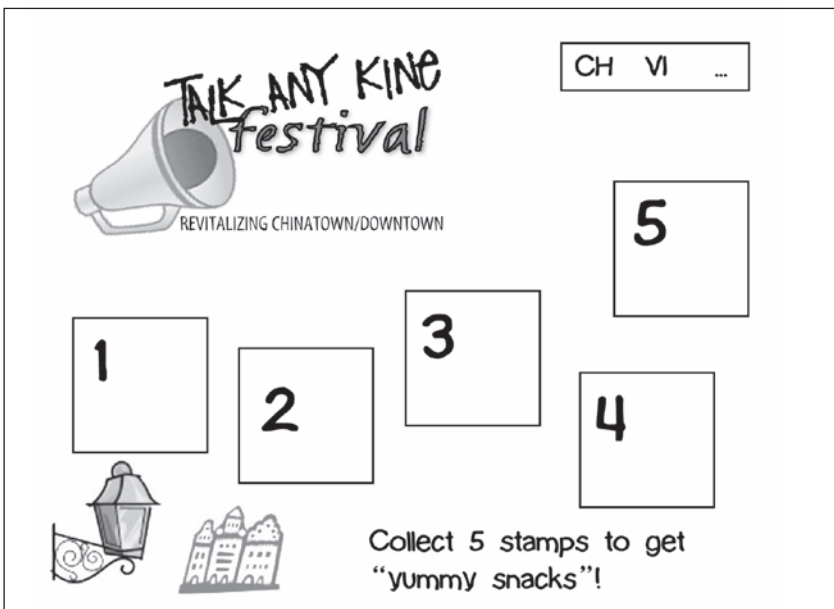 TALK ANY KINE
festival
REVITALIZING CHINATOWN/DOWNTOWN
CH VI ...
5
1
2
3
4
Collect 5 stamps to get
“yummy snacks”!